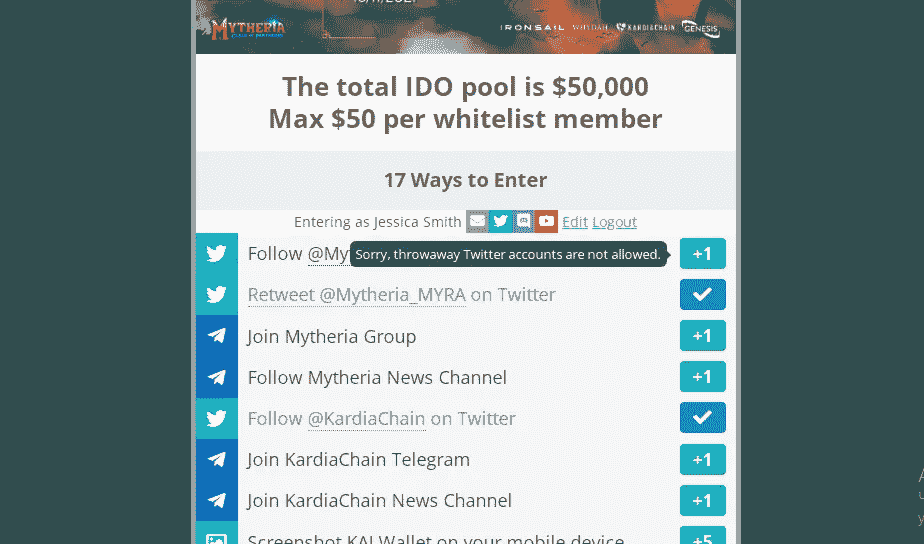 MYTHERIA
IRONSAIL WHYDAH KARDIACHAIN GENESIS
The total IDO pool is $50,000
Max $50 per whitelist member
17 Ways to Enter
Entering as Jessica Smith Edit Logout
Follow @My Sorry, throwaway Twitter accounts are not allowed. +1
Retweet @Mytheria_MYRA on Twitter
Join Mytheria Group +1
Follow Mytheria News Channel +1
Follow @KardiaChain on Twitter
Join KardiaChain Telegram +1
Join KardiaChain News Channel +1
Screenshot KAI Wallet on your mobile device +5